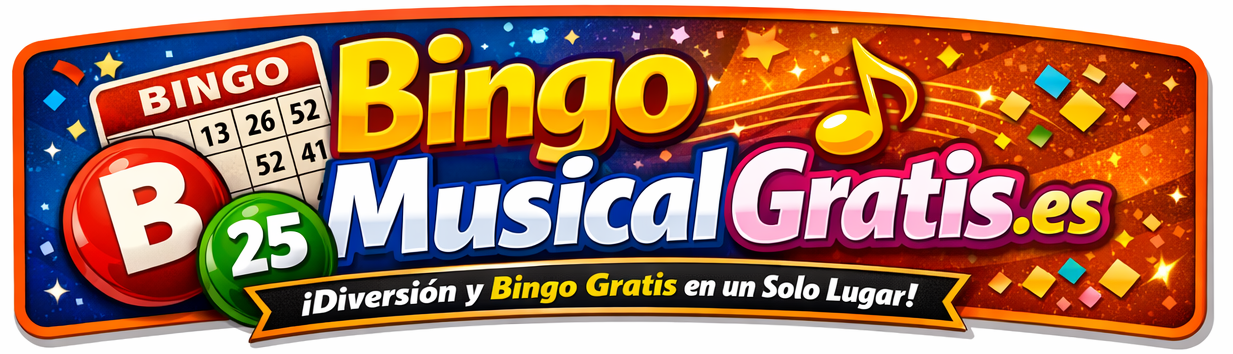 BINGO
13 26 52
52 41
B
25
Bingo
MusicalGratis.es
¡Diversión y Bingo Gratis en un Solo Lugar!